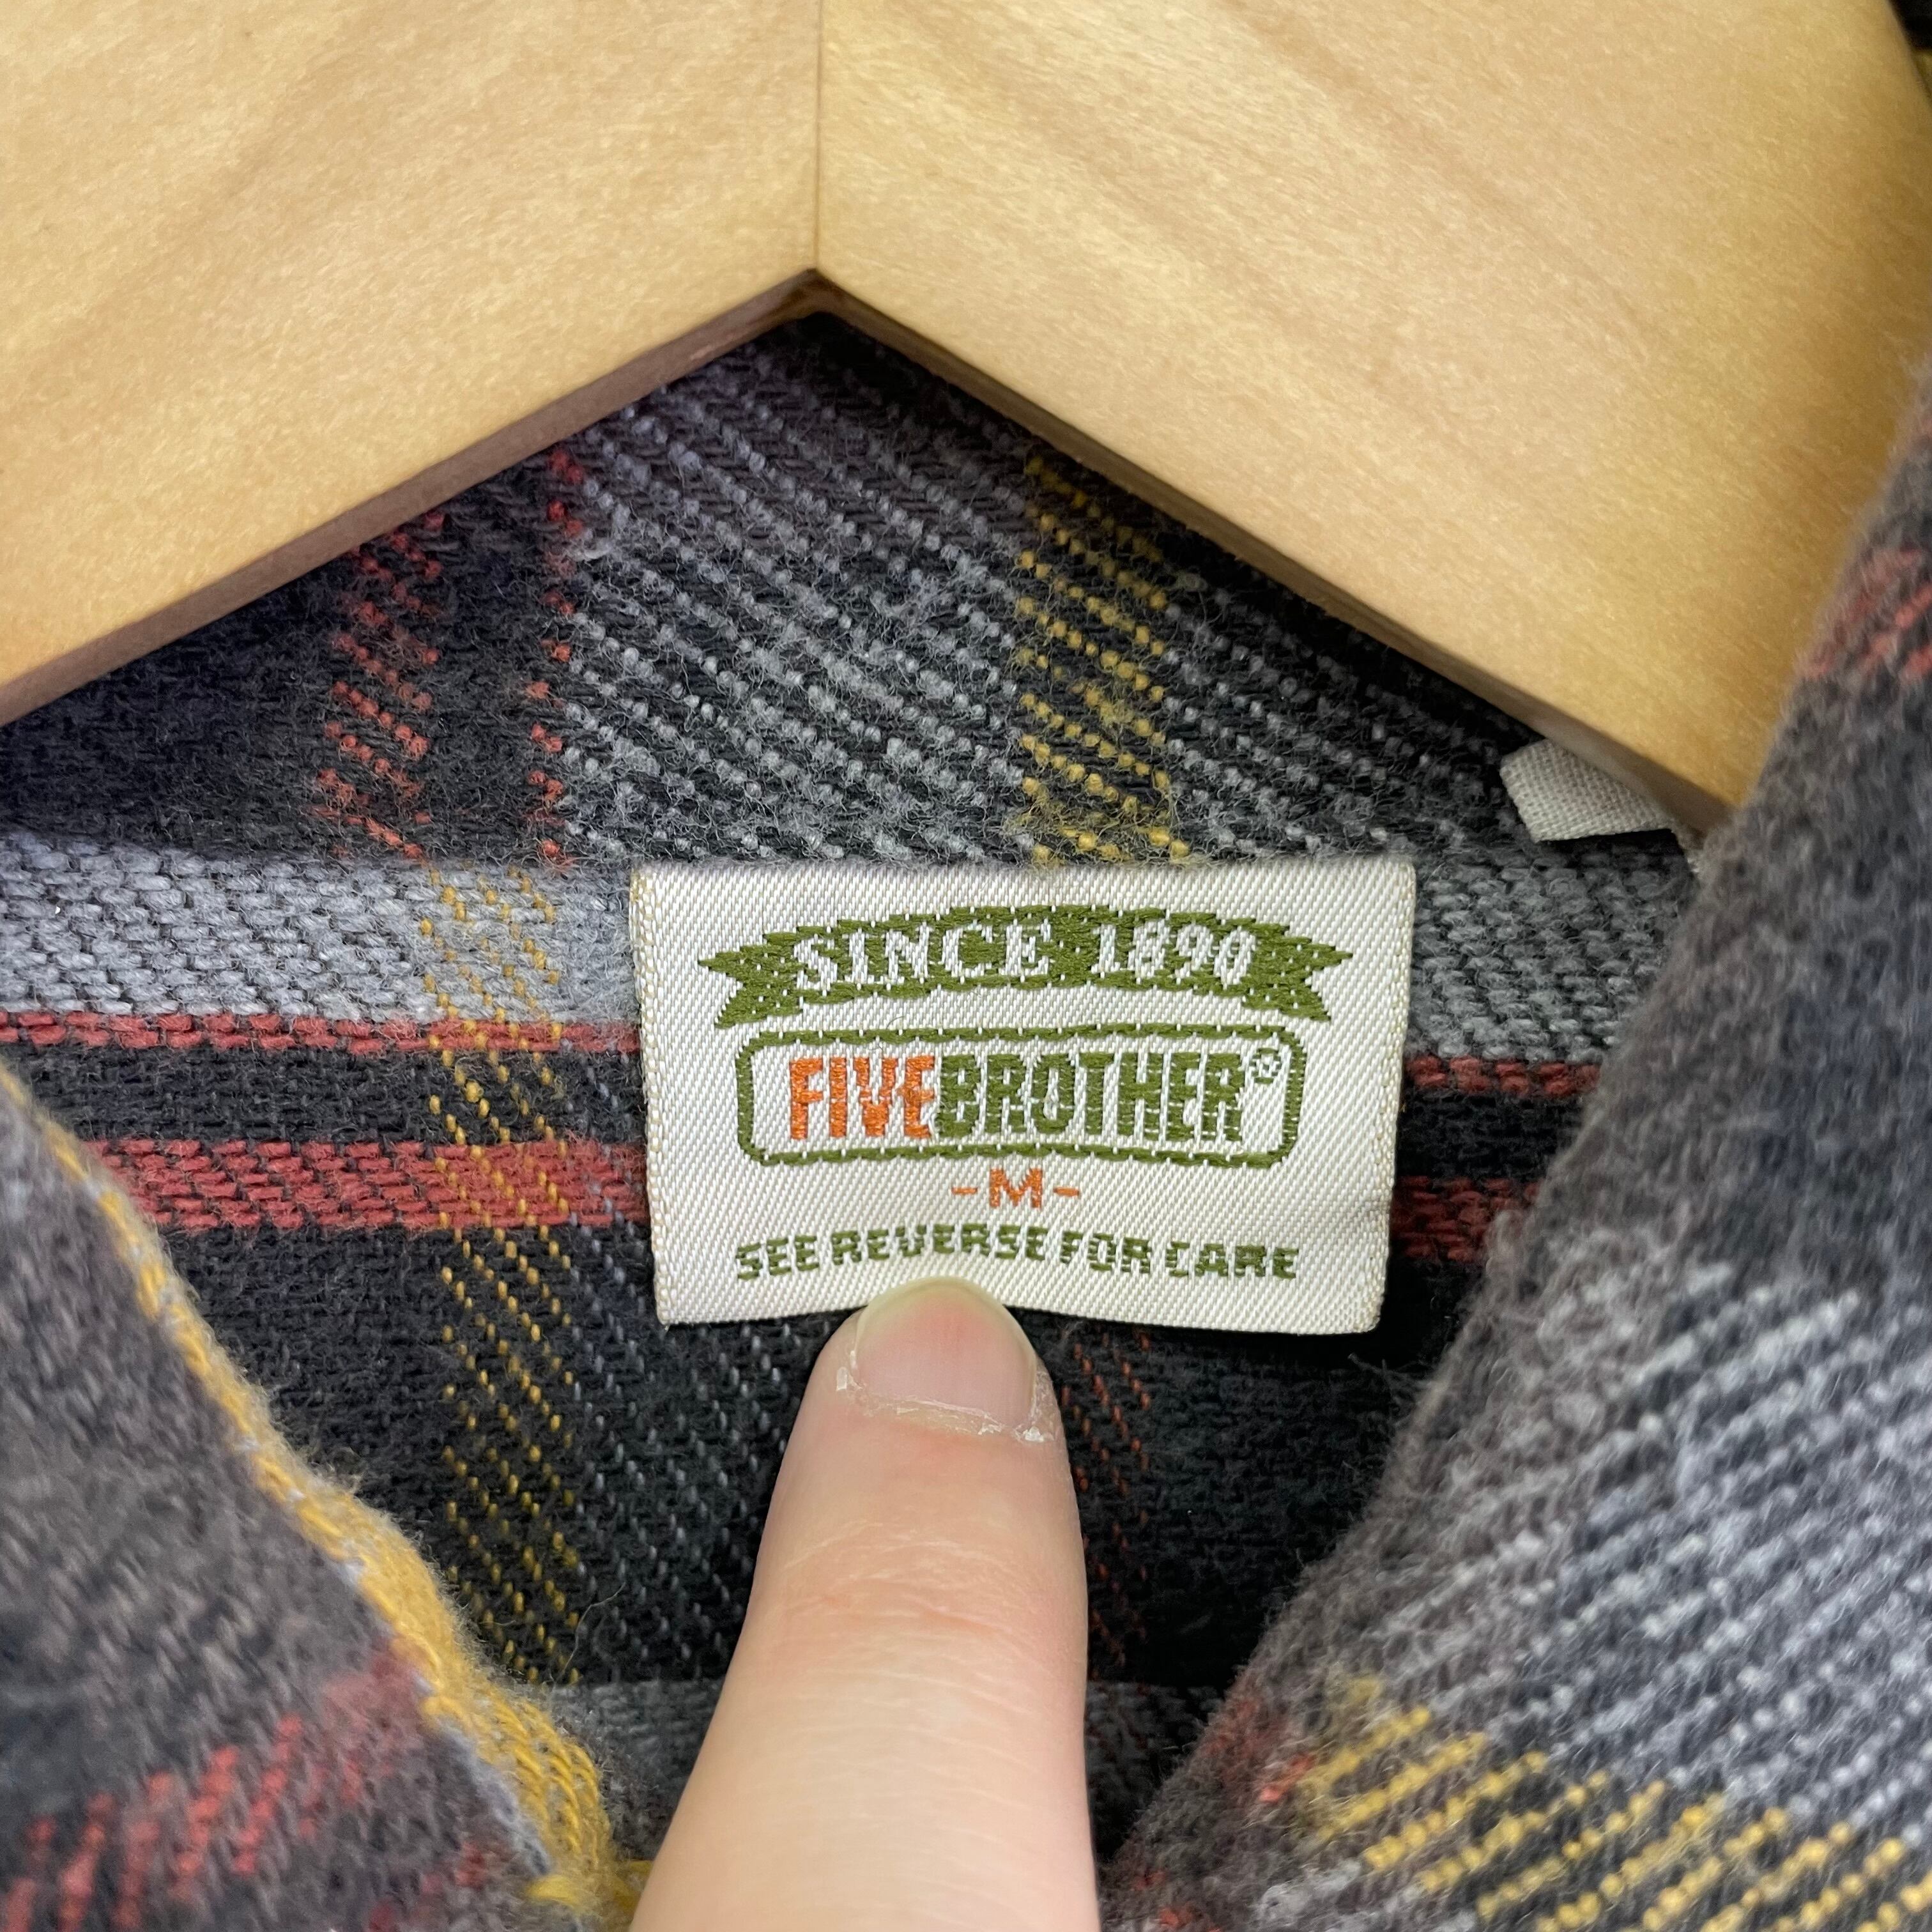 SINCE 1890
FIVEBROTHER®
-M-
SEE REVERSE FOR CARE